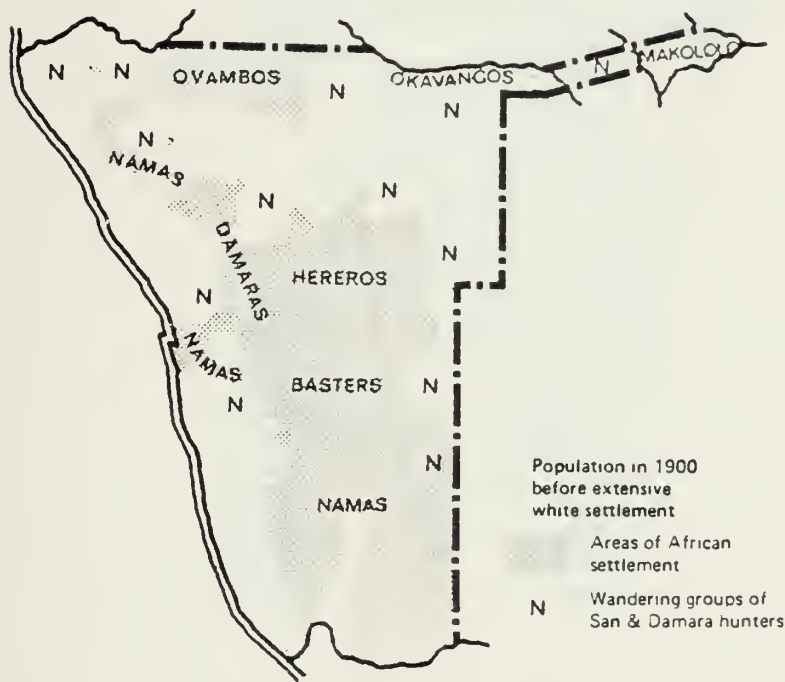 N
N
OVAMBOS
N
OKAVANGOS
N
N
MAKOLOLO
N
NAMAS
N
N
DAMARAS
N
HEREROS
N
NAMAS
BASTERS
N
N
N
NAMAS
Population in 1900
before extensive
white settlement
Areas of African
settlement
N
Wandering groups of
San & Damara hunters